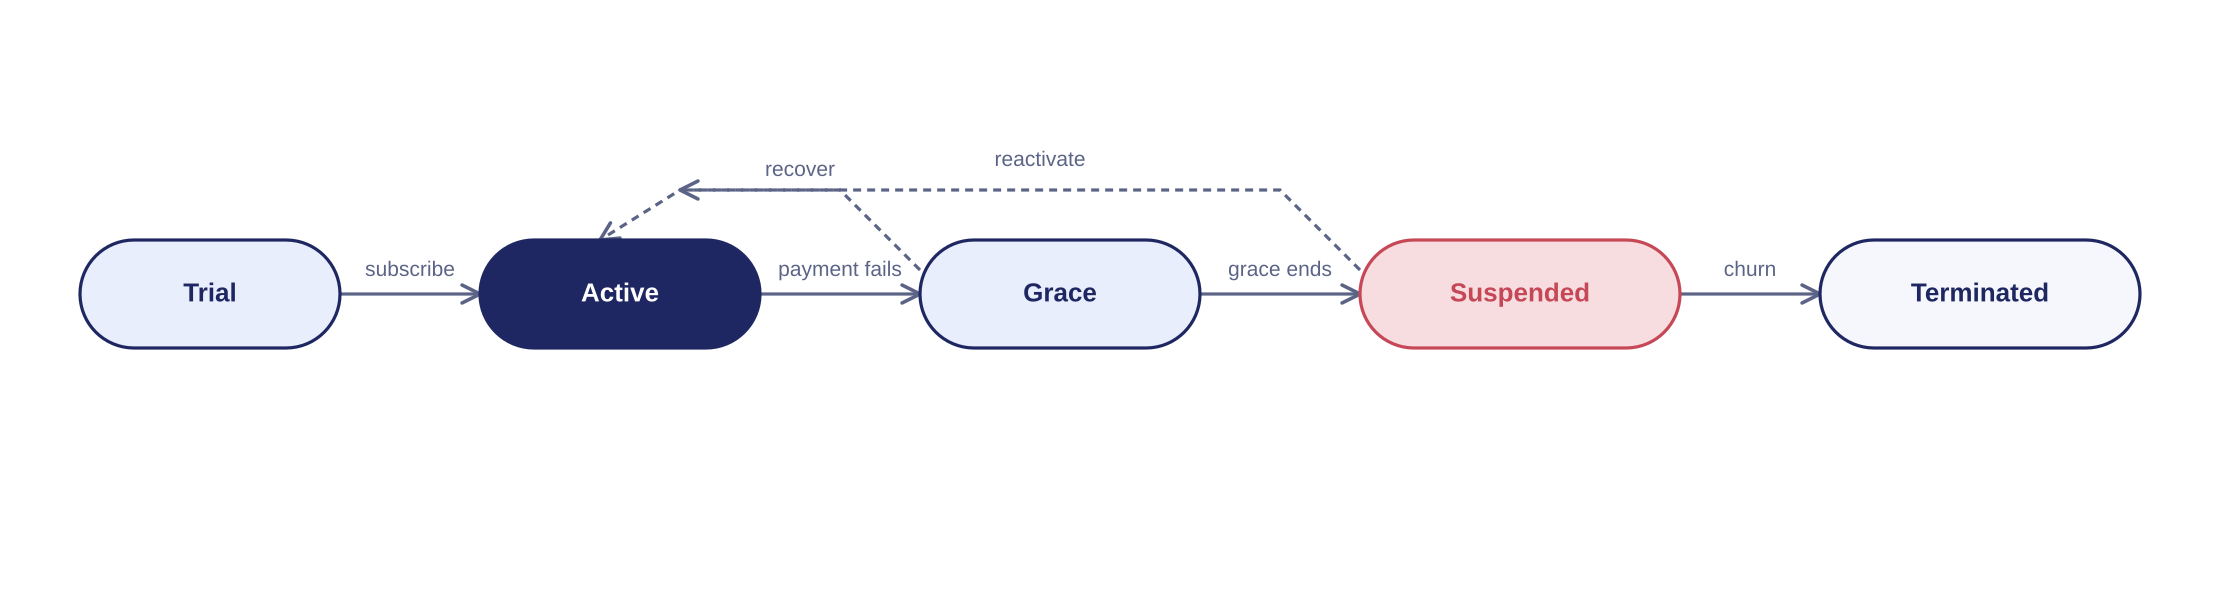 reactivate
recover
subscribe
payment fails
grace ends
churn
Trial
Active
Grace
Suspended
Terminated